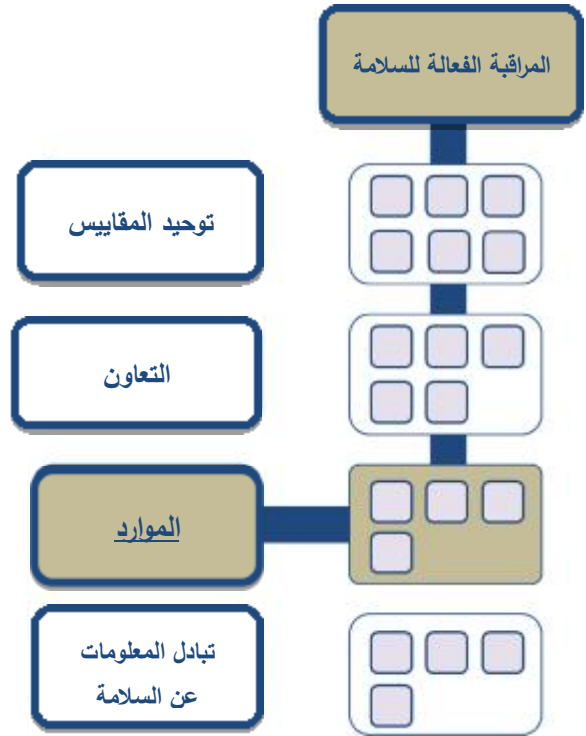 المراقبة الفعالة للسلامة
توحيد المقاييس
التعاون
الموارد
تبادل المعلومات
عن السلامة